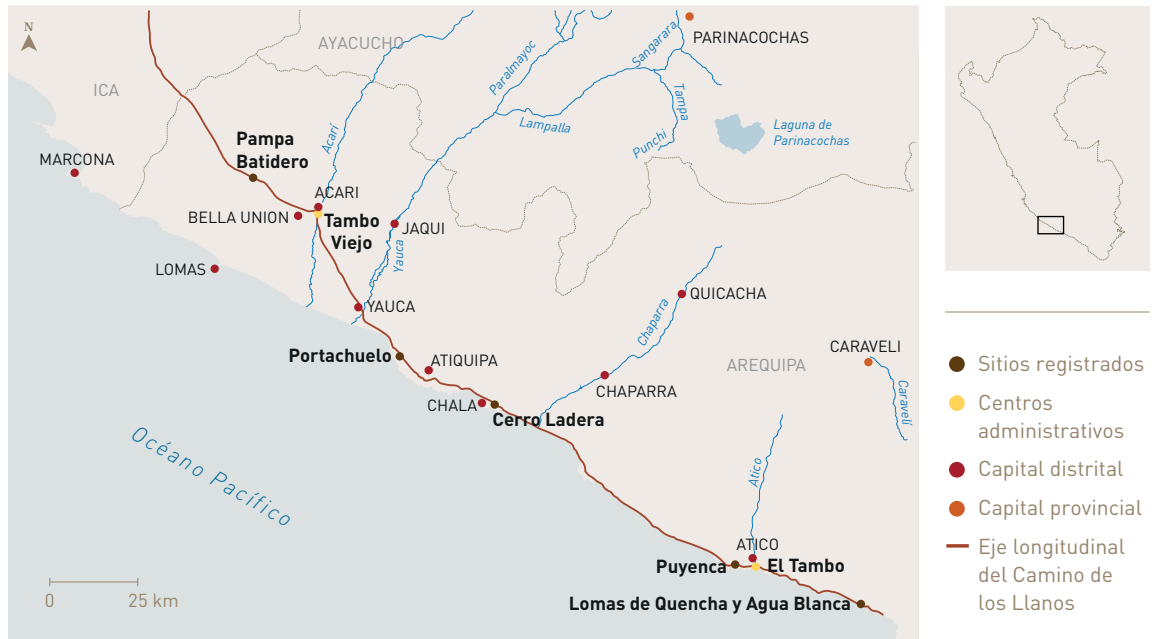 N
AYACUCHO
ICA
Paralmayoc
Sangarara
PARINACOCHAS
Acarí
Lampalla
Tampa
Punchi
Laguna de
Parinacochas
Pampa
Batidero
MARCONA
ACARI
BELLA UNION
Tambo
Viejo
JAQUI
Yauca
LOMAS
YAUCA
QUICACHA
Chaparra
Portachuelo
ATIQUIPA
AREQUIPA
CARAVELI
Caravelí
CHAPARRA
CHALA
Cerro Ladera
Océano Pacífico
Atico
ATICO
Puyenca
El Tambo
Lomas de Quencha y Agua Blanca
0 25 km
Sitios registrados
Centros
administrativos
Capital distrital
Capital provincial
Eje longitudinal
del Camino de
los Llanos